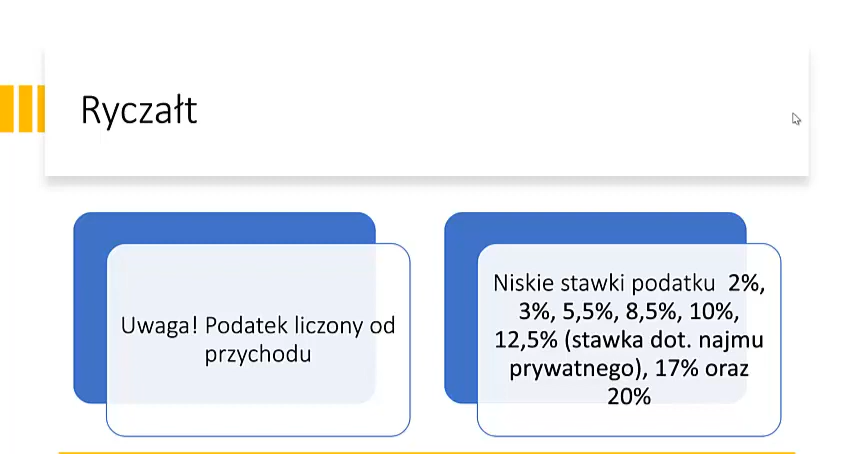 Ryczałt
Uwaga! Podatek liczony od
przychodu
Niskie stawki podatku 2%,
3%, 5,5%, 8,5%, 10%,
12,5% (stawka dot. najmu
prywatnego), 17% oraz
20%